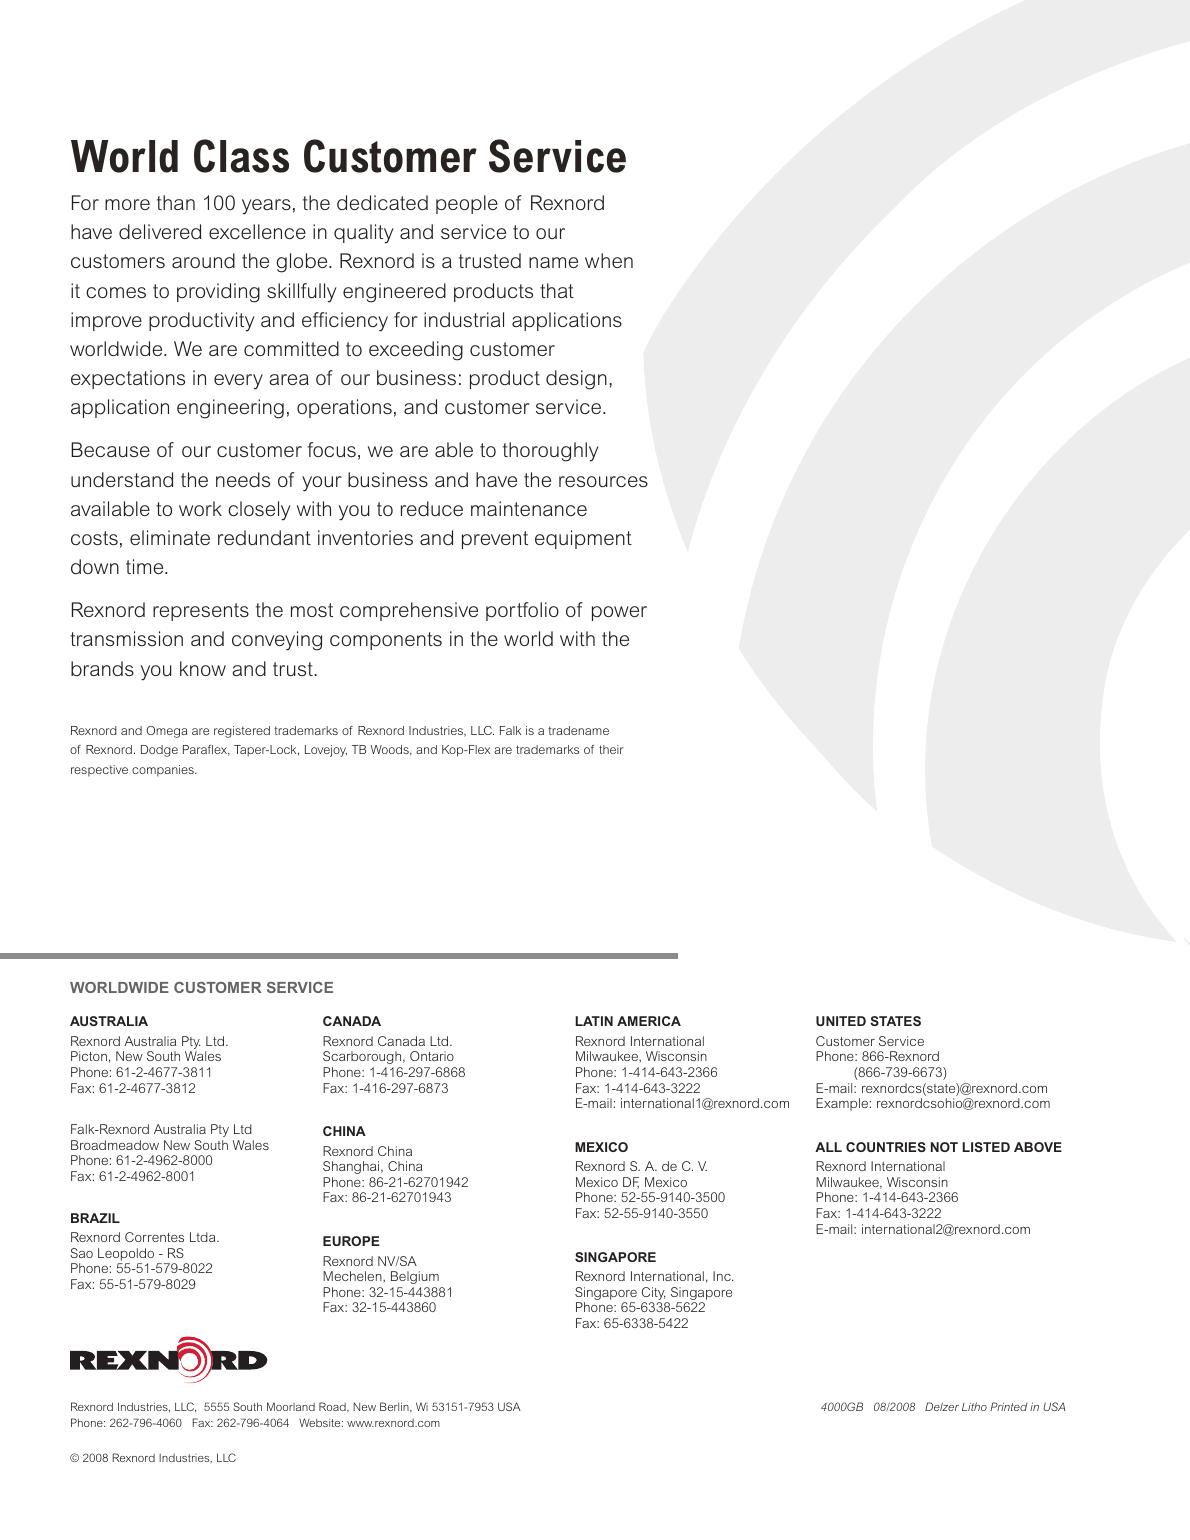 World Class Customer Service
For more than 100 years, the dedicated people of Rexnord
have delivered excellence in quality and service to our
customers around the globe. Rexnord is a trusted name when
it comes to providing skillfully engineered products that
improve productivity and efficiency for industrial applications
worldwide. We are committed to exceeding customer
expectations in every area of our business: product design,
application engineering, operations, and customer service.
Because of our customer focus, we are able to thoroughly
understand the needs of your business and have the resources
available to work closely with you to reduce maintenance
costs, eliminate redundant inventories and prevent equipment
down time.
Rexnord represents the most comprehensive portfolio of power
transmission and conveying components in the world with the
brands you know and trust.
Rexnord and Omega are registered trademarks of Rexnord Industries, LLC. Falk is a tradename
of Rexnord. Dodge Paraflex, Taper-Lock, Lovejoy, TB Woods, and Kop-Flex are trademarks of their
respective companies.
WORLDWIDE CUSTOMER SERVICE
AUSTRALIA
Rexnord Australia Pty. Ltd.
Picton, New South Wales
Phone: 61-2-4677-3811
Fax: 61-2-4677-3812
Falk-Rexnord Australia Pty Ltd
Broadmeadow New South Wales
Phone: 61-2-4962-8000
Fax: 61-2-4962-8001
BRAZIL
Rexnord Correntes Ltda.
Sao Leopoldo - RS
Phone: 55-51-579-8022
Fax: 55-51-579-8029
CANADA
Rexnord Canada Ltd.
Scarborough, Ontario
Phone: 1-416-297-6868
Fax: 1-416-297-6873
CHINA
Rexnord China
Shanghai, China
Phone: 86-21-62701942
Fax: 86-21-62701943
EUROPE
Rexnord NV/SA
Mechelen, Belgium
Phone: 32-15-443881
Fax: 32-15-443860
LATIN AMERICA
Rexnord International
Milwaukee, Wisconsin
Phone: 1-414-643-2366
Fax: 1-414-643-3222
E-mail: international1@rexnord.com
MEXICO
Rexnord S. A. de C. V.
Mexico DF, Mexico
Phone: 52-55-9140-3500
Fax: 52-55-9140-3550
SINGAPORE
Rexnord International, Inc.
Singapore City, Singapore
Phone: 65-6338-5622
Fax: 65-6338-5422
UNITED STATES
Customer Service
Phone: 866-Rexnord
(866-739-6673)
E-mail: rexnordcs(state)@rexnord.com
Example: rexnordcsohio@rexnord.com
ALL COUNTRIES NOT LISTED ABOVE
Rexnord International
Milwaukee, Wisconsin
Phone: 1-414-643-2366
Fax: 1-414-643-3222
E-mail: international2@rexnord.com
REXNORD
Rexnord Industries, LLC, 5555 South Moorland Road, New Berlin, Wi 53151-7953 USA
Phone: 262-796-4060 Fax: 262-796-4064 Website: www.rexnord.com
4000GB 08/2008 Delzer Litho Printed in USA
© 2008 Rexnord Industries, LLC